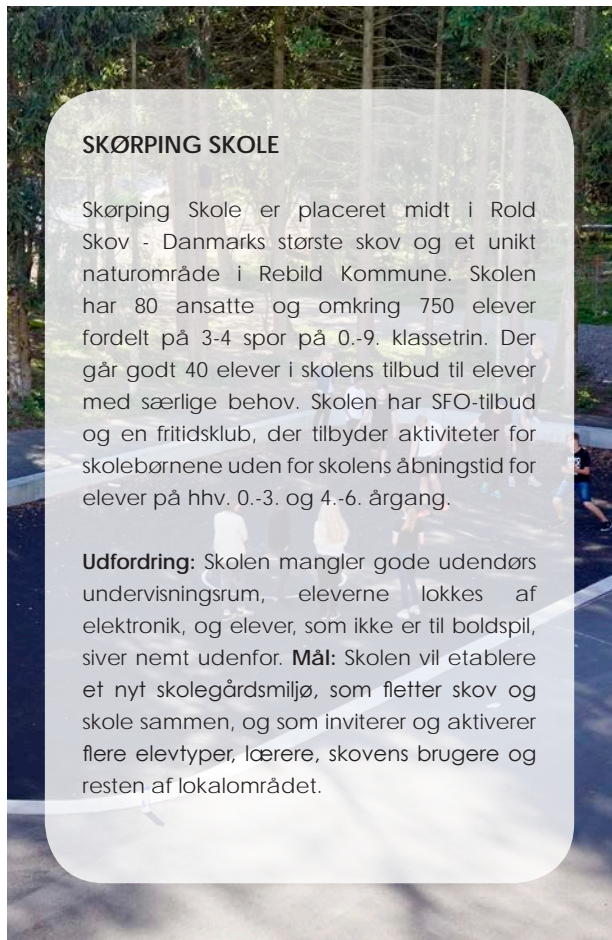 SKØRPING SKOLE
Skørping Skole er placeret midt i Rold
Skov - Danmarks største skov og et unikt
naturområde i Rebild Kommune. Skolen
har 80 ansatte og omkring 750 elever
fordelt på 3-4 spor på 0.-9. klassetrin. Der
går godt 40 elever i skolens tilbud til elever
med særlige behov. Skolen har SFO-tilbud
og en fritidsklub, der tilbyder aktiviteter for
skolebørnene uden for skolens åbningstid for
elever på hhv. 0.-3. og 4.-6. årgang.
Udfordring: Skolen mangler gode udendørs
undervisningsrum, eleverne lokkes af
elektronik, og elever, som ikke er til boldspil,
siver nemt udenfor. Mål: Skolen vil etablere
et nyt skolegårdsmiljø, som fletter skov og
skole sammen, og som inviterer og aktiverer
flere elevtyper, lærere, skovens brugere og
resten af lokalområdet.